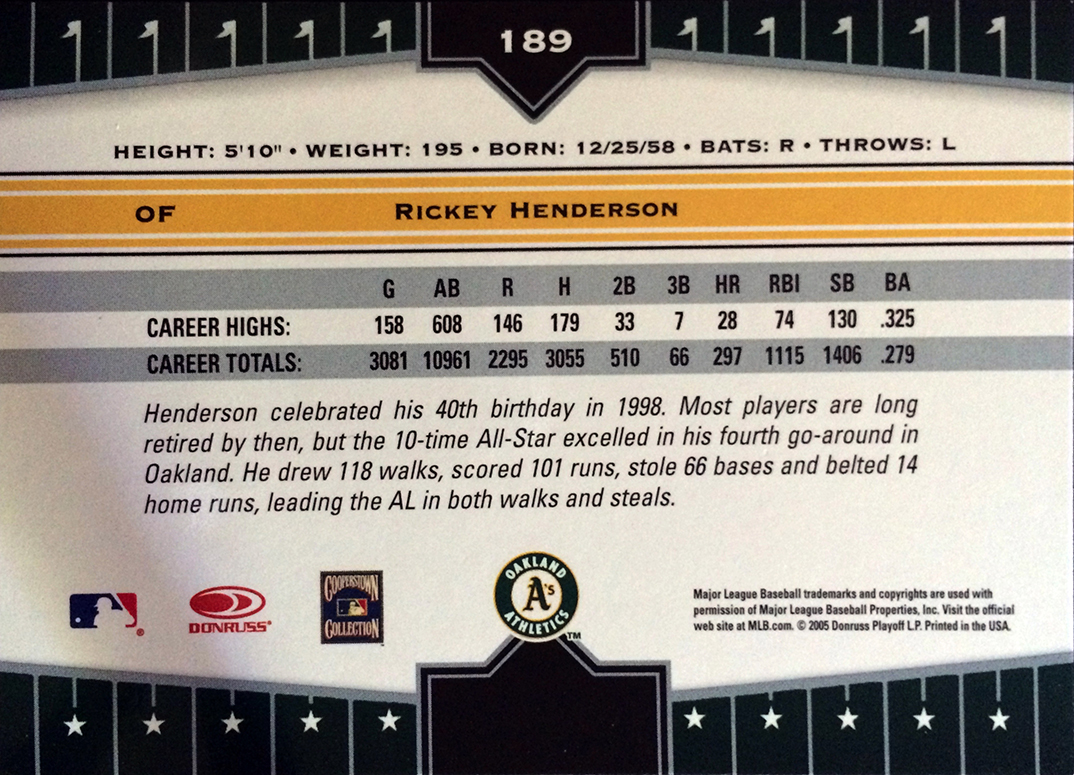 189
HEIGHT: 5'10" • WEIGHT: 195 • BORN: 12/25/58 • BATS: R • THROWS: L
OF RICKEY HENDERSON
G AB R H 2B 3B HR RBI SB BA
CAREER HIGHS: 158 608 146 179 33 7 28 74 130 .325
CAREER TOTALS: 3081 10961 2295 3055 510 66 297 1115 1406 .279
Henderson celebrated his 40th birthday in 1998. Most players are long
retired by then, but the 10-time All-Star excelled in his fourth go-around in
Oakland. He drew 118 walks, scored 101 runs, stole 66 bases and belted 14
home runs, leading the AL in both walks and steals.
®
DONRUSS®
COOPERSTOWN
COLLECTION
OAKLAND
A's
ATHLETICS
TM
Major League Baseball trademarks and copyrights are used with
permission of Major League Baseball Properties, Inc. Visit the official
web site at MLB.com. © 2005 Donruss Playoff L.P. Printed in the USA.